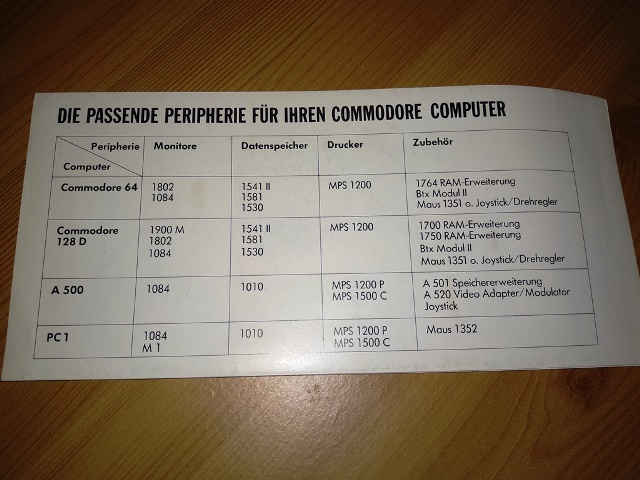 DIE PASSENDE PERIPHERIE FÜR IHREN COMMODORE COMPUTER
Peripherie Monitore Datenspeicher Drucker Zubehör
Computer
Commodore 64 1802 1541 II MPS 1200 1764 RAM-Erweiterung
1084 1581 Btx Modul II
1530 Maus 1351 o. Joystick/Drehregler
Commodore 1900 M 1541 II MPS 1200 1700 RAM-Erweiterung
128 D 1802 1581 1750 RAM-Erweiterung
1084 1530 Btx Modul II
Maus 1351 o. Joystick/Drehregler
A 500 1084 1010 MPS 1200 P A 501 Speichererweiterung
MPS 1500 C A 520 Video Adapter/Modulator
Joystick
PC 1 1084 1010 MPS 1200 P Maus 1352
M 1 MPS 1500 C